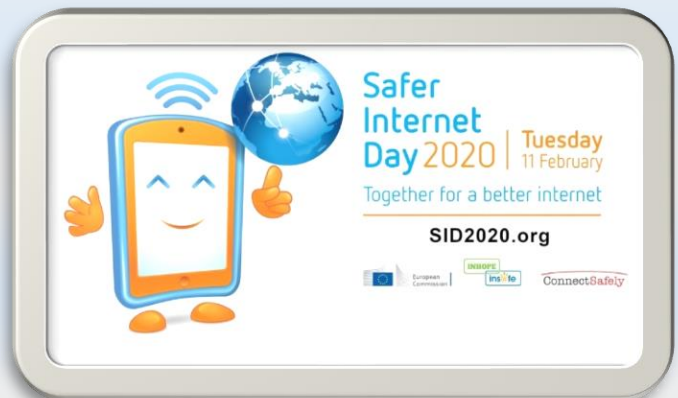 Safer
Internet
Day 2020 | Tuesday
11 February
Together for a better internet
SID2020.org
European
Commission
INHOPE
insafe
ConnectSafely